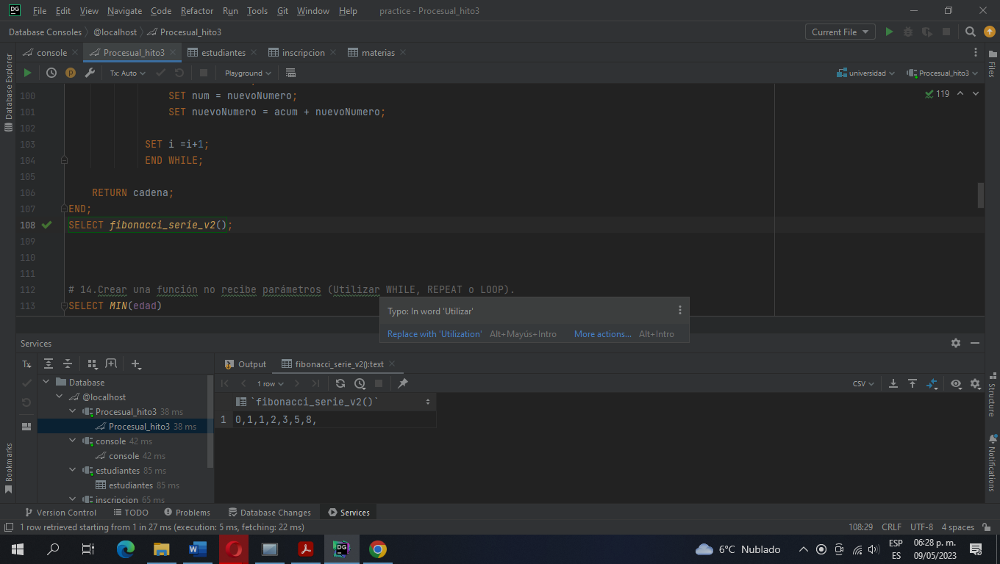 DG File Edit View Navigate Code Refactor Run Tools Git Window Help practice - Procesual_hito3
Database Consoles @localhost Procesual_hito3 Current File
console Procesual_hito3 estudiantes inscripcion materias
Tx: Auto Playground universidad Procesual_hito3
100 SET num = nuevoNumero; 119
101 SET nuevoNumero = acum + nuevoNumero;
102
103 SET i =i+1;
104 END WHILE;
105
106 RETURN cadena;
107 END;
108 SELECT fibonacci_serie_v2();
109
110
111
112 # 14.Crear una función no recibe parámetros (Utilizar WHILE, REPEAT o LOOP).
113 SELECT MIN(edad)
Typo: In word 'Utilizar'
Replace with 'Utilization' Alt+Mayús+Intro More actions... Alt+Intro
Database Explorer
Bookmarks
Files
Structure
Notifications
Services
Tx
Database
@localhost
Procesual_hito3 38 ms
Procesual_hito3 38 ms
console 42 ms
console 42 ms
estudiantes 85 ms
estudiantes 85 ms
inscripcion 65 ms
Output fibonacci_serie_v2():text
1 row CSV
`fibonacci_serie_v2()`
1 0,1,1,2,3,5,8,
Version Control TODO Problems Database Changes Services
1 row retrieved starting from 1 in 27 ms (execution: 5 ms, fetching: 22 ms) 108:29 CRLF UTF-8 4 spaces
6°C Nublado
ESP
ES
06:28 p. m.
09/05/2023